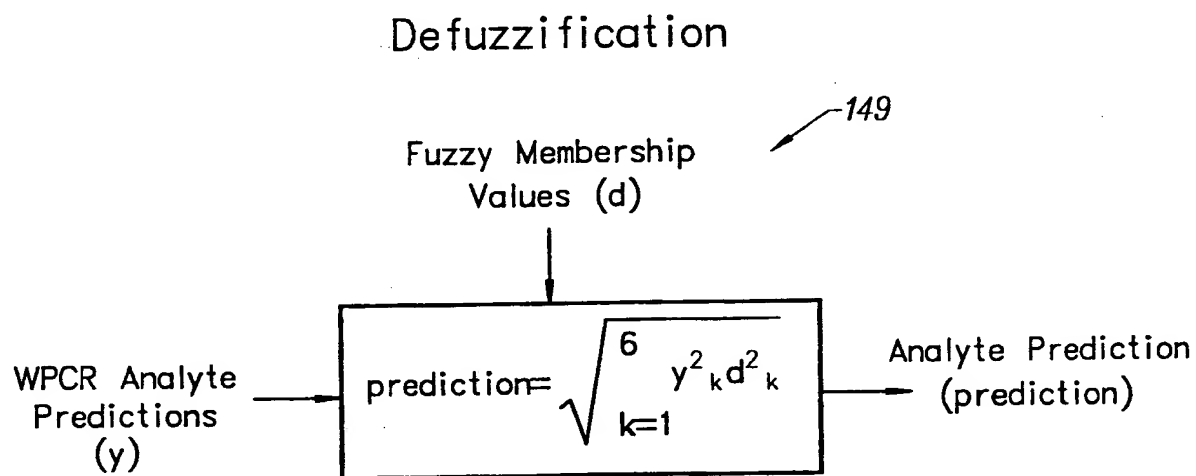 Defuzzification
149
Fuzzy Membership
Values (d)
WPCR Analyte
Predictions
(y)
prediction= √ 6 y²ₖd²ₖ k=1
Analyte Prediction
(prediction)